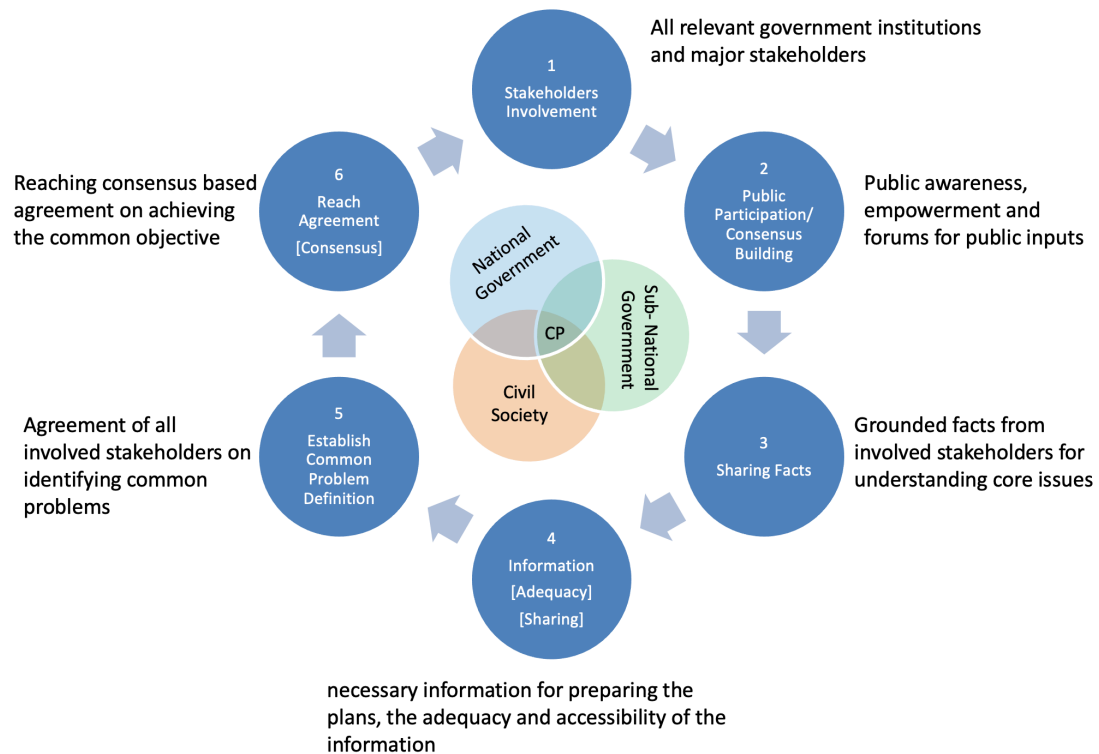 All relevant government institutions
and major stakeholders
1
Stakeholders
Involvement
2
Public
Participation/
Consensus
Building
Public awareness,
empowerment and
forums for public inputs
3
Sharing Facts
Grounded facts from
involved stakeholders for
understanding core issues
4
Information
[Adequacy]
[Sharing]
necessary information for preparing the
plans, the adequacy and accessibility of the
information
5
Establish
Common
Problem
Definition
Agreement of all
involved stakeholders on
identifying common
problems
6
Reach
Agreement
[Consensus]
Reaching consensus based
agreement on achieving
the common objective
National
Government
Sub- National
Government
CP
Civil
Society